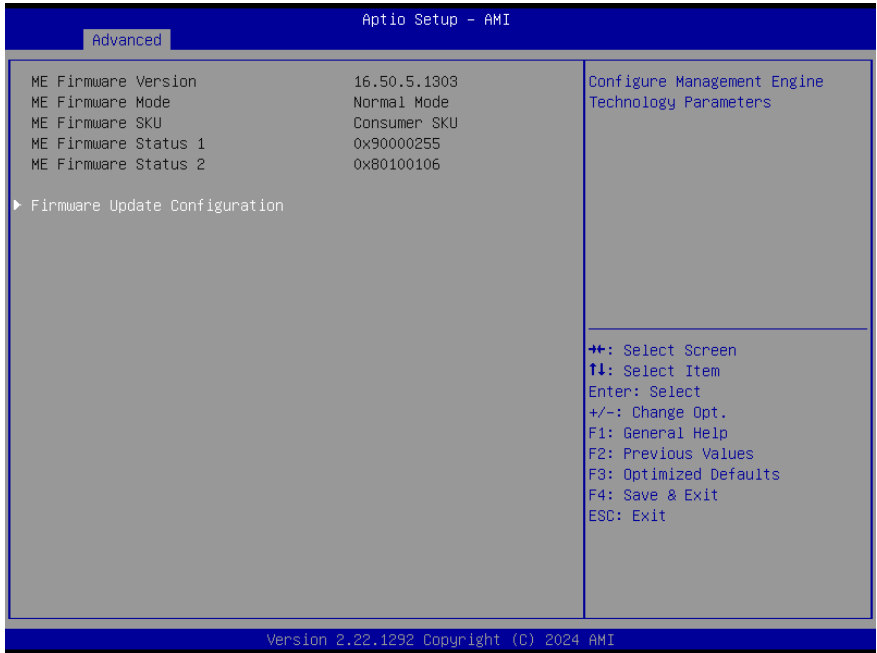 Aptio Setup – AMI
Advanced
ME Firmware Version 16.50.5.1303
ME Firmware Mode Normal Mode
ME Firmware SKU Consumer SKU
ME Firmware Status 1 0x90000255
ME Firmware Status 2 0x80100106
Firmware Update Configuration
Configure Management Engine
Technology Parameters
→←: Select Screen
↑↓: Select Item
Enter: Select
+/-: Change Opt.
F1: General Help
F2: Previous Values
F3: Optimized Defaults
F4: Save & Exit
ESC: Exit
Version 2.22.1292 Copyright (C) 2024 AMI